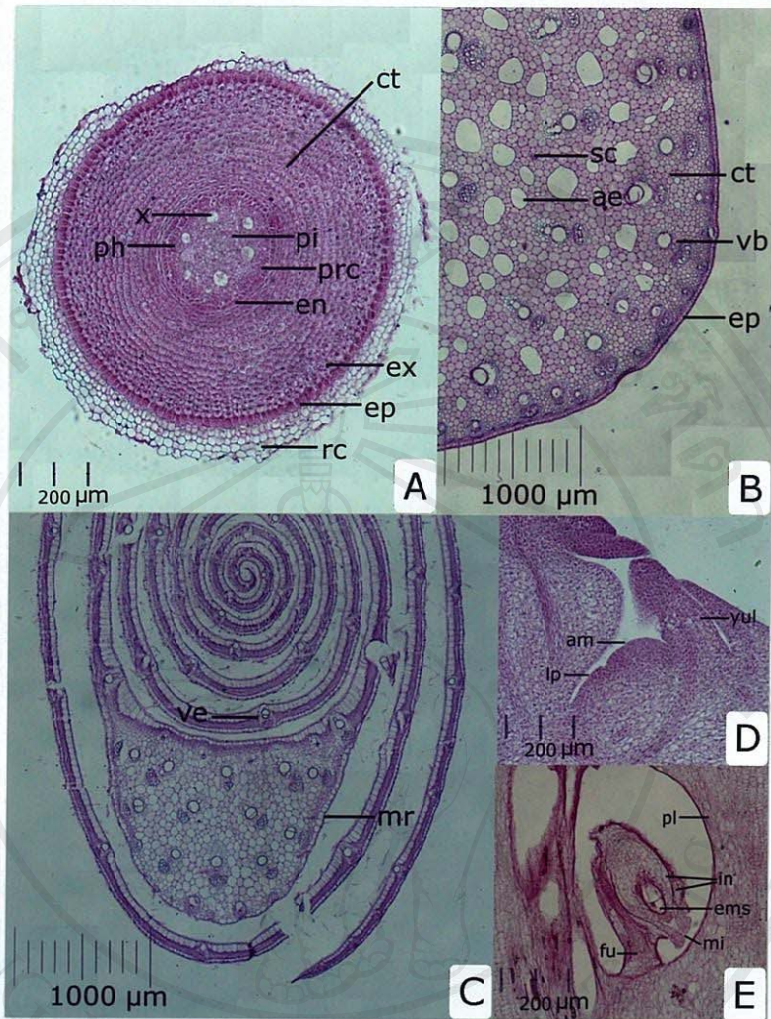 ct
x
pi
ph
prc
en
ex
ep
rc
200 µm
A
sc
ct
ae
vb
ep
1000 µm
B
ve
mr
1000 µm
C
am
yul
lp
200 µm
D
pl
in
ems
mi
fu
200 µm
E